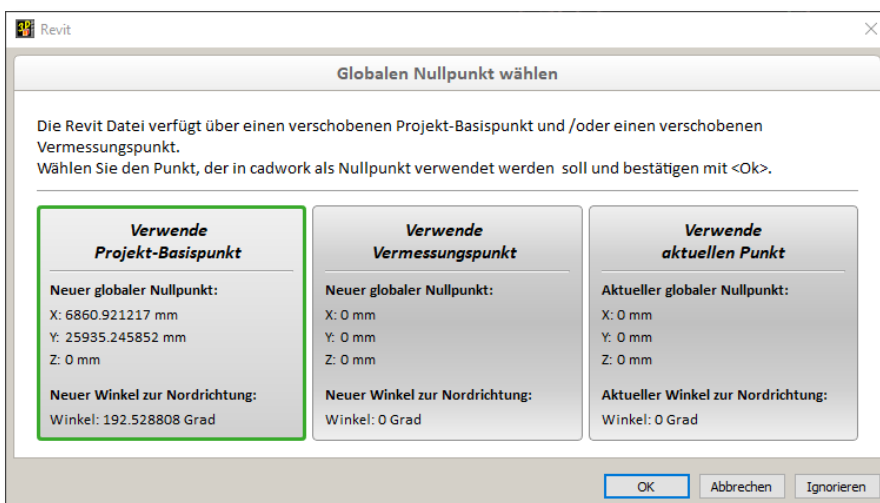 Revit
Globalen Nullpunkt wählen
Die Revit Datei verfügt über einen verschobenen Projekt-Basispunkt und /oder einen verschobenen
Vermessungspunkt.
Wählen Sie den Punkt, der in cadwork als Nullpunkt verwendet werden soll und bestätigen mit <Ok>.
Verwende
Projekt-Basispunkt
Neuer globaler Nullpunkt:
X: 6860.921217 mm
Y: 25935.245852 mm
Z: 0 mm
Neuer Winkel zur Nordrichtung:
Winkel: 192.528808 Grad
Verwende
Vermessungspunkt
Neuer globaler Nullpunkt:
X: 0 mm
Y: 0 mm
Z: 0 mm
Neuer Winkel zur Nordrichtung:
Winkel: 0 Grad
Verwende
aktuellen Punkt
Aktueller globaler Nullpunkt:
X: 0 mm
Y: 0 mm
Z: 0 mm
Aktueller Winkel zur Nordrichtung:
Winkel: 0 Grad
OK
Abbrechen
Ignorieren